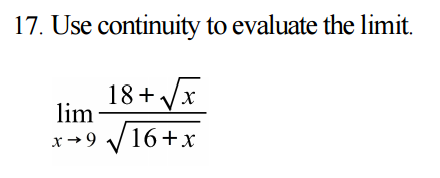 17. Use continuity to evaluate the limit.
lim x→9 (18+√x)/(√(16+x))